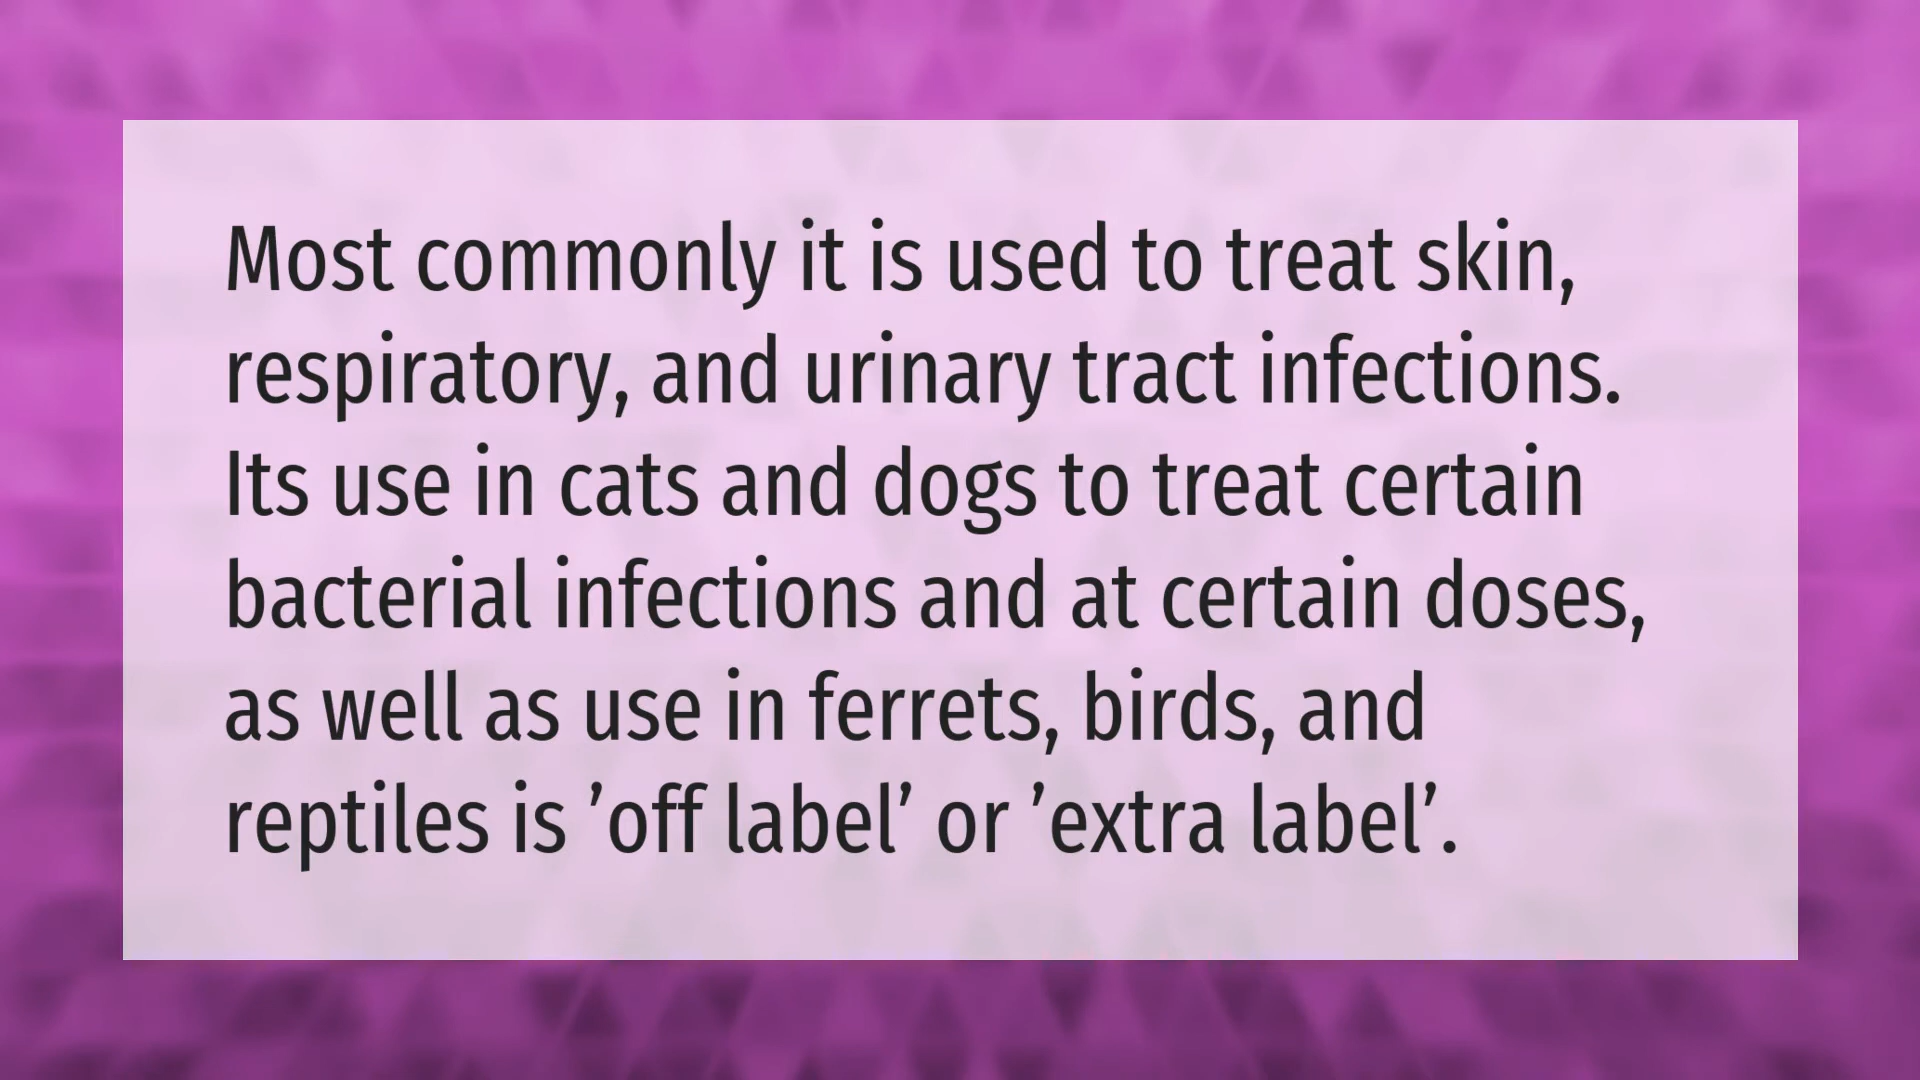 Most commonly it is used to treat skin,
respiratory, and urinary tract infections.
Its use in cats and dogs to treat certain
bacterial infections and at certain doses,
as well as use in ferrets, birds, and
reptiles is ’off label’ or ’extra label’.